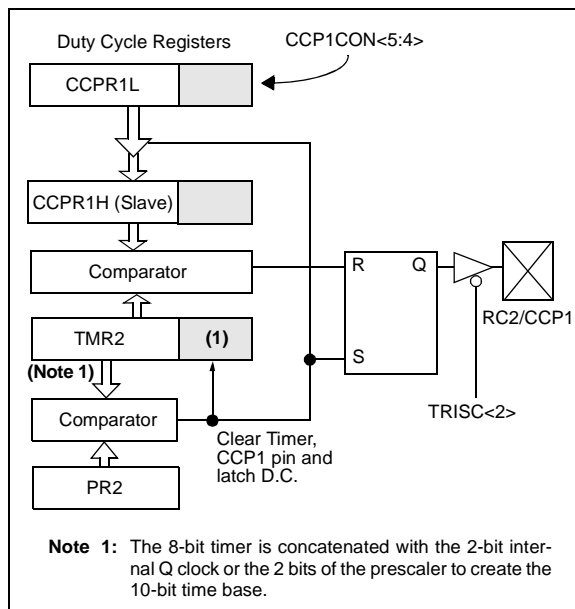 Duty Cycle Registers
CCP1CON<5:4>
CCPR1L
CCPR1H (Slave)
Comparator
R
Q
RC2/CCP1
TMR2
(1)
(Note 1)
S
TRISC<2>
Comparator
Clear Timer,
CCP1 pin and
latch D.C.
PR2
Note 1: The 8-bit timer is concatenated with the 2-bit inter-
nal Q clock or the 2 bits of the prescaler to create the
10-bit time base.